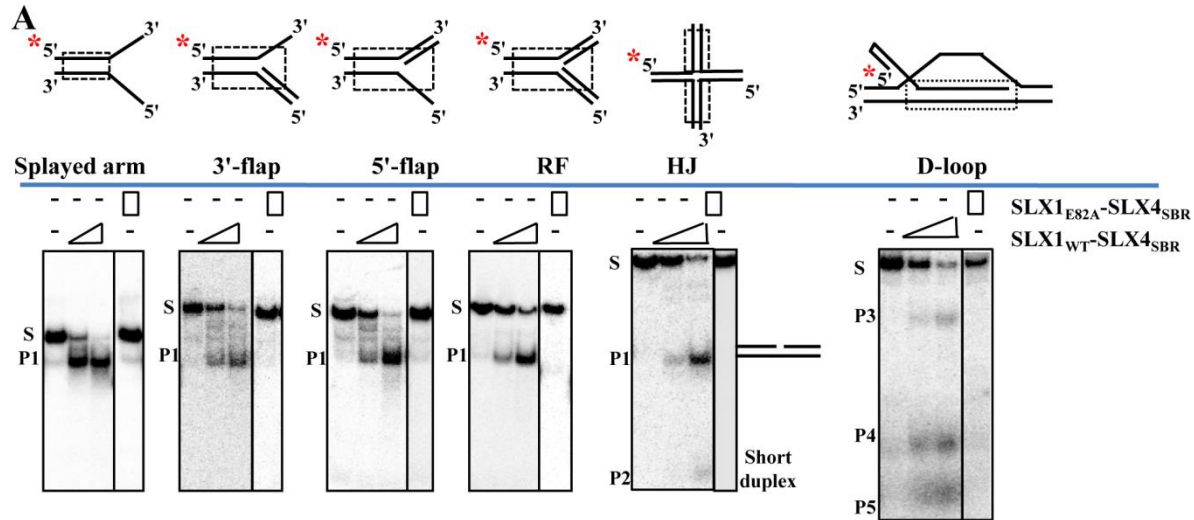 A
* 5' 3' * 5' 3' * 5' 3' * 5' 3' * 5'
3' 5' 3' 5' 3' 5' 3' 5' 5' 3'
* 5' 5' 3'
Splayed arm 3'-flap 5'-flap RF HJ D-loop
- - - - - - - - - - - - - - - - - - SLX1E82A-SLX4SBR
- - - - - - - - - - - - SLX1WT-SLX4SBR
S S S S S S
P1 P1 P1 P1 P3
P2 Short duplex P4
P5